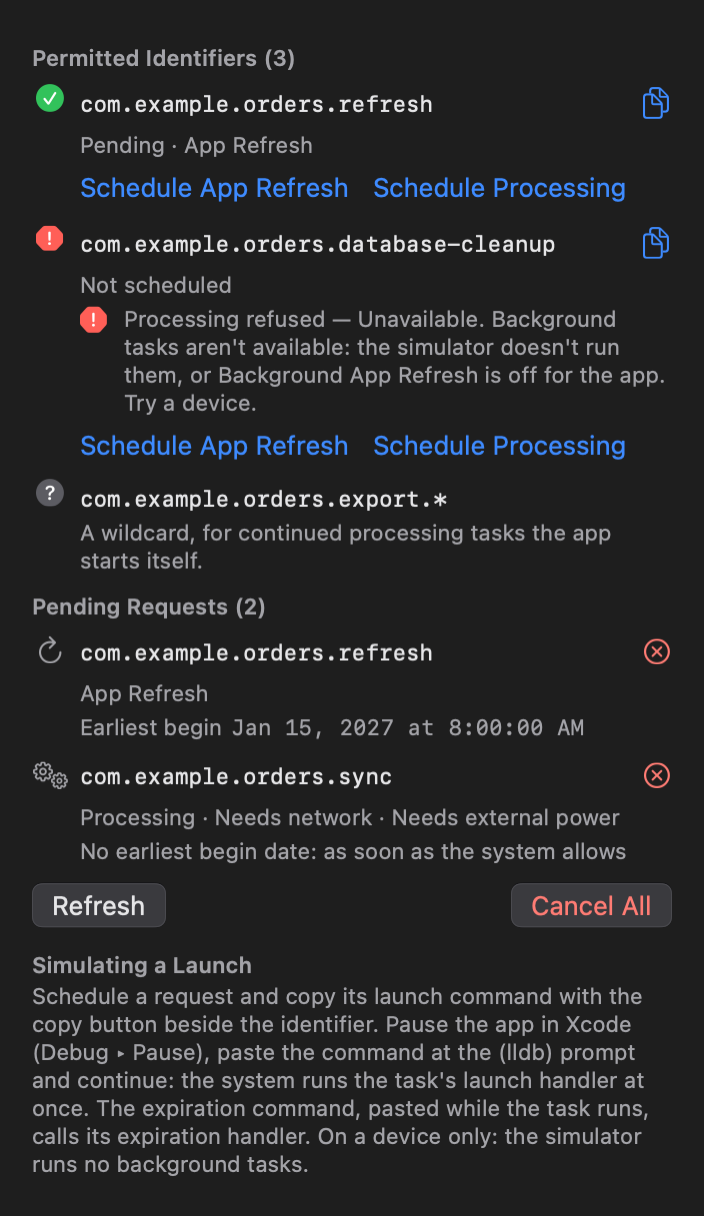 Permitted Identifiers (3)
com.example.orders.refresh
Pending · App Refresh
Schedule App Refresh Schedule Processing
com.example.orders.database-cleanup
Not scheduled
Processing refused — Unavailable. Background
tasks aren't available: the simulator doesn't run
them, or Background App Refresh is off for the app.
Try a device.
Schedule App Refresh Schedule Processing
com.example.orders.export.*
A wildcard, for continued processing tasks the app
starts itself.
Pending Requests (2)
com.example.orders.refresh
App Refresh
Earliest begin Jan 15, 2027 at 8:00:00 AM
com.example.orders.sync
Processing · Needs network · Needs external power
No earliest begin date: as soon as the system allows
Refresh Cancel All
Simulating a Launch
Schedule a request and copy its launch command with the
copy button beside the identifier. Pause the app in Xcode
(Debug ▸ Pause), paste the command at the (lldb) prompt
and continue: the system runs the task's launch handler at
once. The expiration command, pasted while the task runs,
calls its expiration handler. On a device only: the simulator
runs no background tasks.